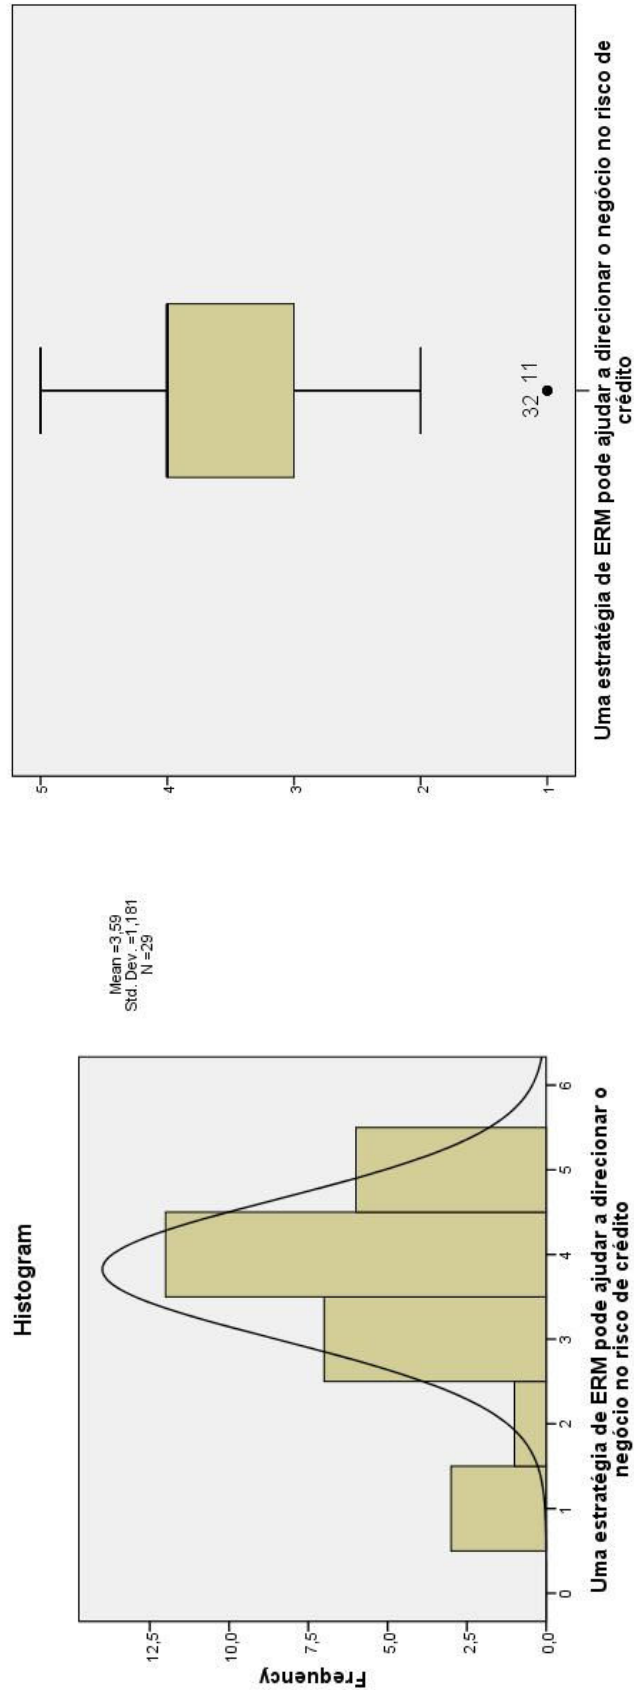 Histogram
Frequency
12,5
10,0
7,5
5,0
2,5
0,0
0
1
2
3
4
5
6
Uma estratégia de ERM pode ajudar a direcionar o
negócio no risco de crédito
Mean =3,59
Std. Dev. =1,181
N =29
5
4
3
2
1
32 11
Uma estratégia de ERM pode ajudar a direcionar o negócio no risco de
crédito